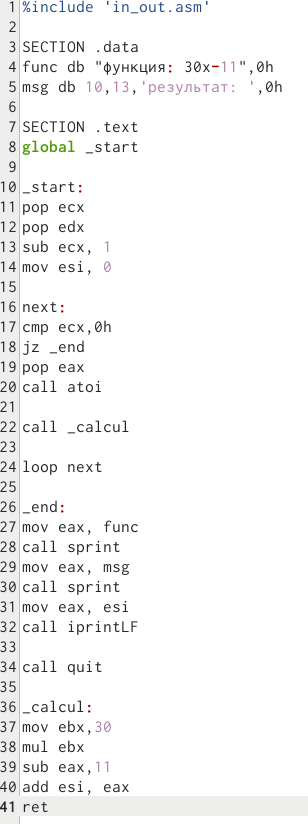 1 %include 'in_out.asm'
2
3 SECTION .data
4 func db "функция: 30x-11",0h
5 msg db 10,13,'результат: ',0h
6
7 SECTION .text
8 global _start
9
10 _start:
11 pop ecx
12 pop edx
13 sub ecx, 1
14 mov esi, 0
15
16 next:
17 cmp ecx,0h
18 jz _end
19 pop eax
20 call atoi
21
22 call _calcul
23
24 loop next
25
26 _end:
27 mov eax, func
28 call sprint
29 mov eax, msg
30 call sprint
31 mov eax, esi
32 call iprintLF
33
34 call quit
35
36 _calcul:
37 mov ebx,30
38 mul ebx
39 sub eax,11
40 add esi, eax
41 ret